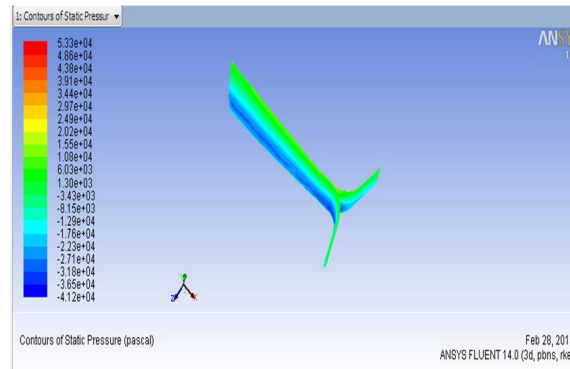 1: Contours of Static Pressur
ANSY
5.33e+04
4.86e+04
4.38e+04
3.91e+04
3.44e+04
2.97e+04
2.49e+04
2.02e+04
1.55e+04
1.08e+04
6.03e+03
1.30e+03
-3.43e+03
-8.15e+03
-1.29e+04
-1.76e+04
-2.23e+04
-2.71e+04
-3.18e+04
-3.65e+04
-4.12e+04
Z
X
Contours of Static Pressure (pascal)
Feb 28, 201
ANSYS FLUENT 14.0 (3d, pbns, rke